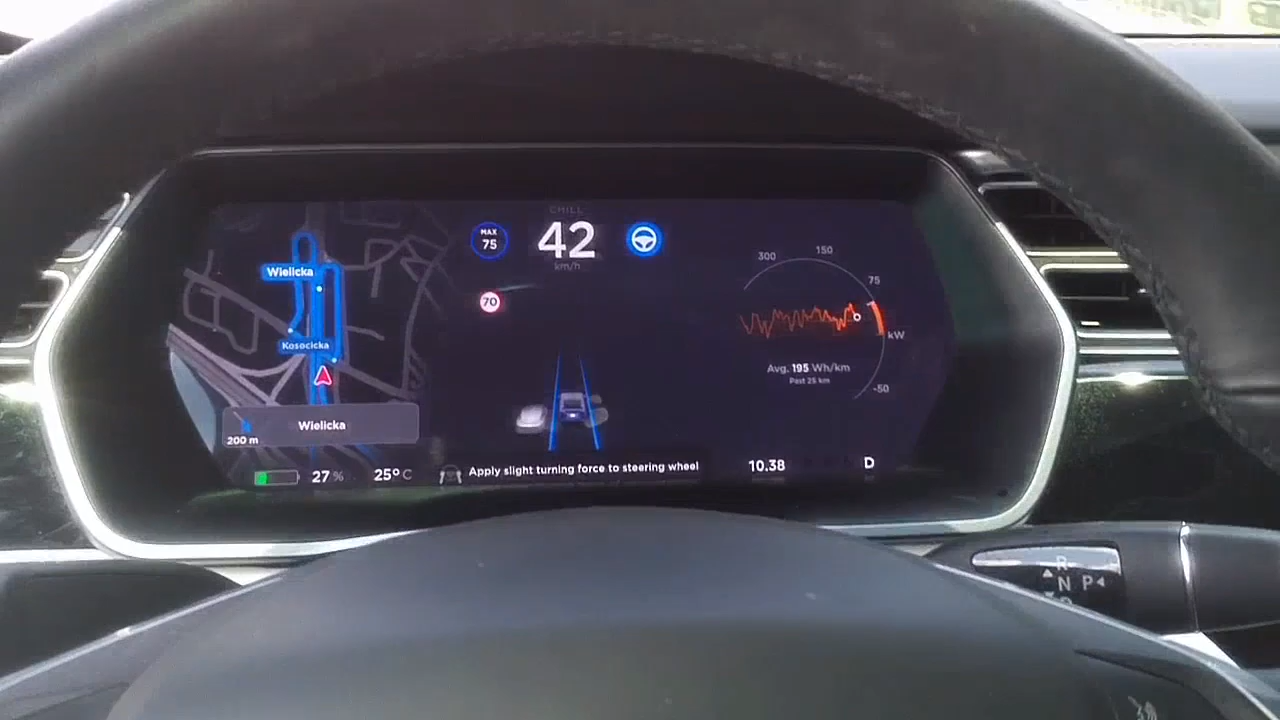 CHILL
MAX
75
42
km/h
70
Wielicka
Kosocicka
200 m
Wielicka
300
150
75
kW
-50
Avg. 195 Wh/km
Past 25 km
27 %
25° C
Apply slight turning force to steering wheel
10.38
D
R
N P